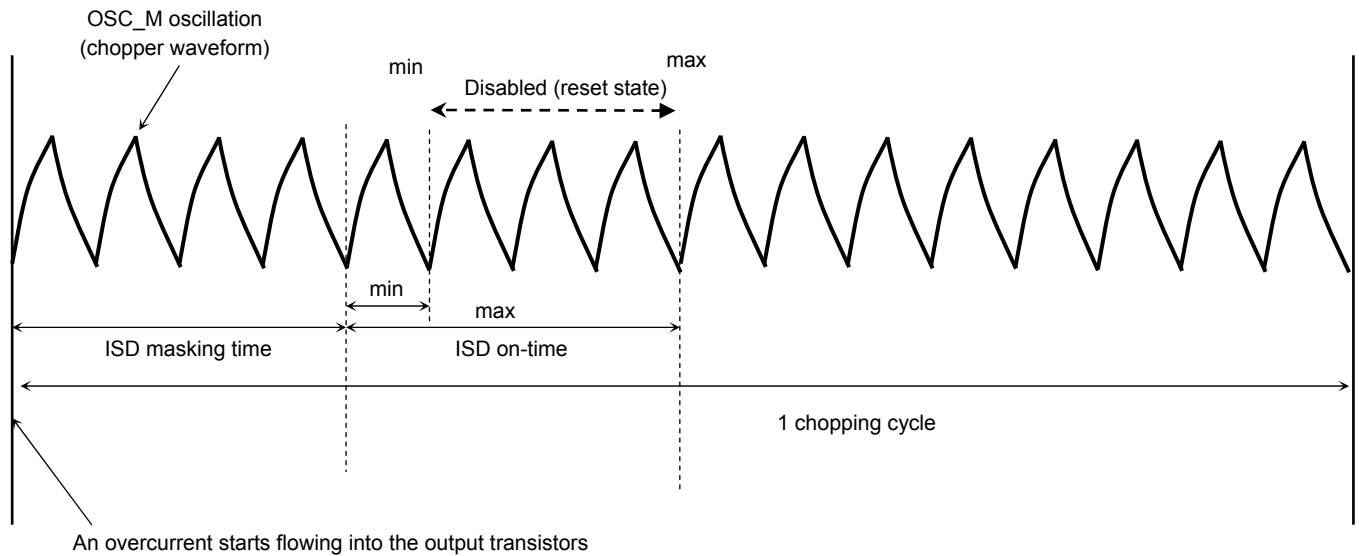 OSC_M oscillation
(chopper waveform)
min
max
Disabled (reset state)
min
max
ISD masking time
ISD on-time
1 chopping cycle
An overcurrent starts flowing into the output transistors